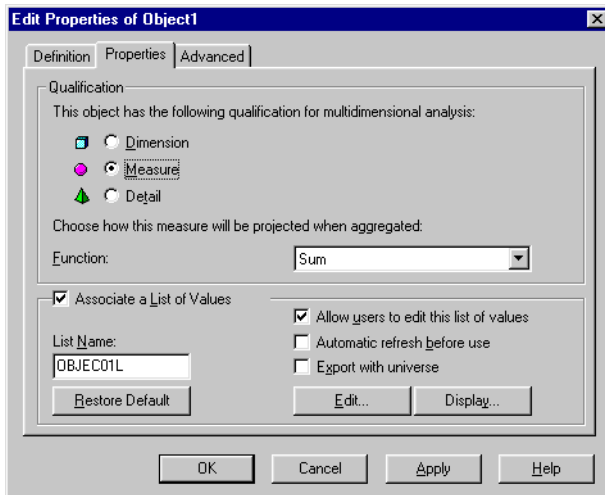 Edit Properties of Object1
Definition Properties Advanced
Qualification
This object has the following qualification for multidimensional analysis:
Dimension
Measure
Detail
Choose how this measure will be projected when aggregated:
Function: Sum
Associate a List of Values
Allow users to edit this list of values
List Name: Automatic refresh before use
OBJEC01L Export with universe
Restore Default Edit... Display...
OK Cancel Apply Help